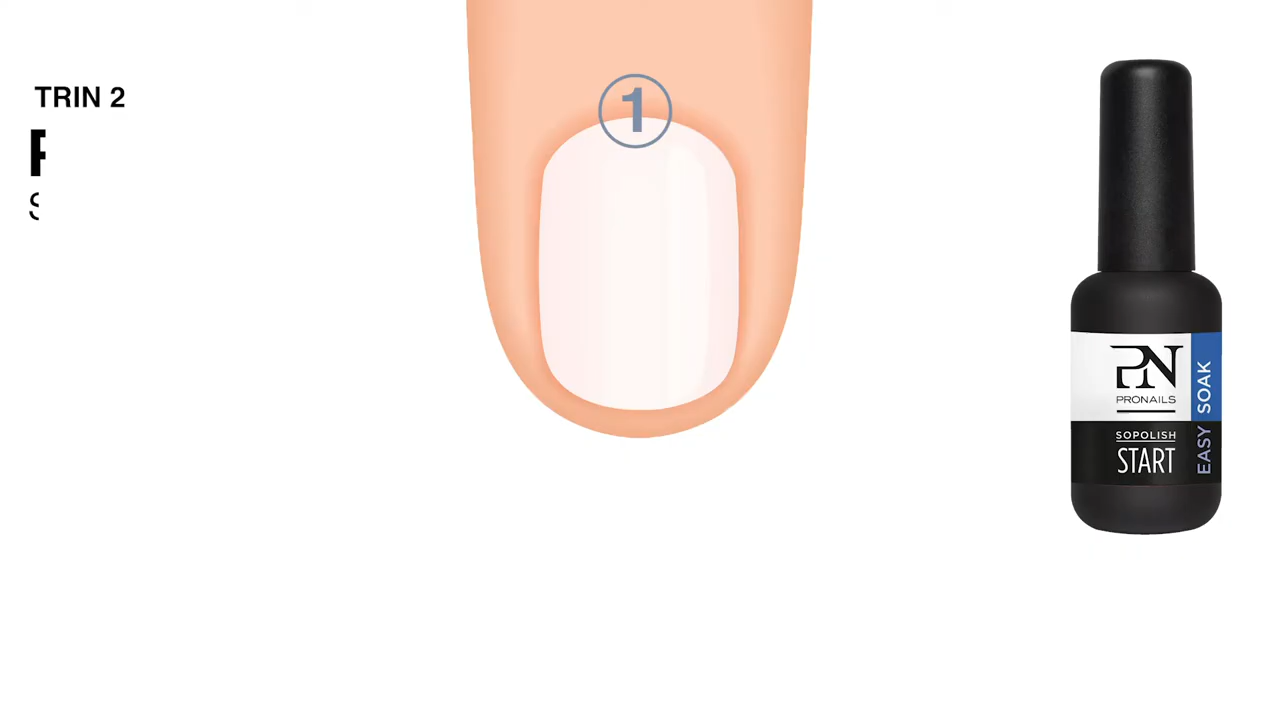 TRIN 2
1
PN
PRONAILS
SOPOLISH
START
EASY SOAK